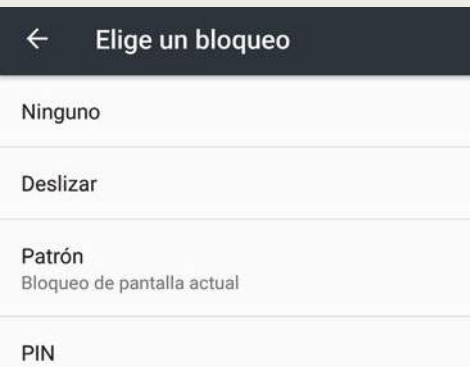 Elige un bloqueo
Ninguno
Deslizar
Patrón
Bloqueo de pantalla actual
PIN